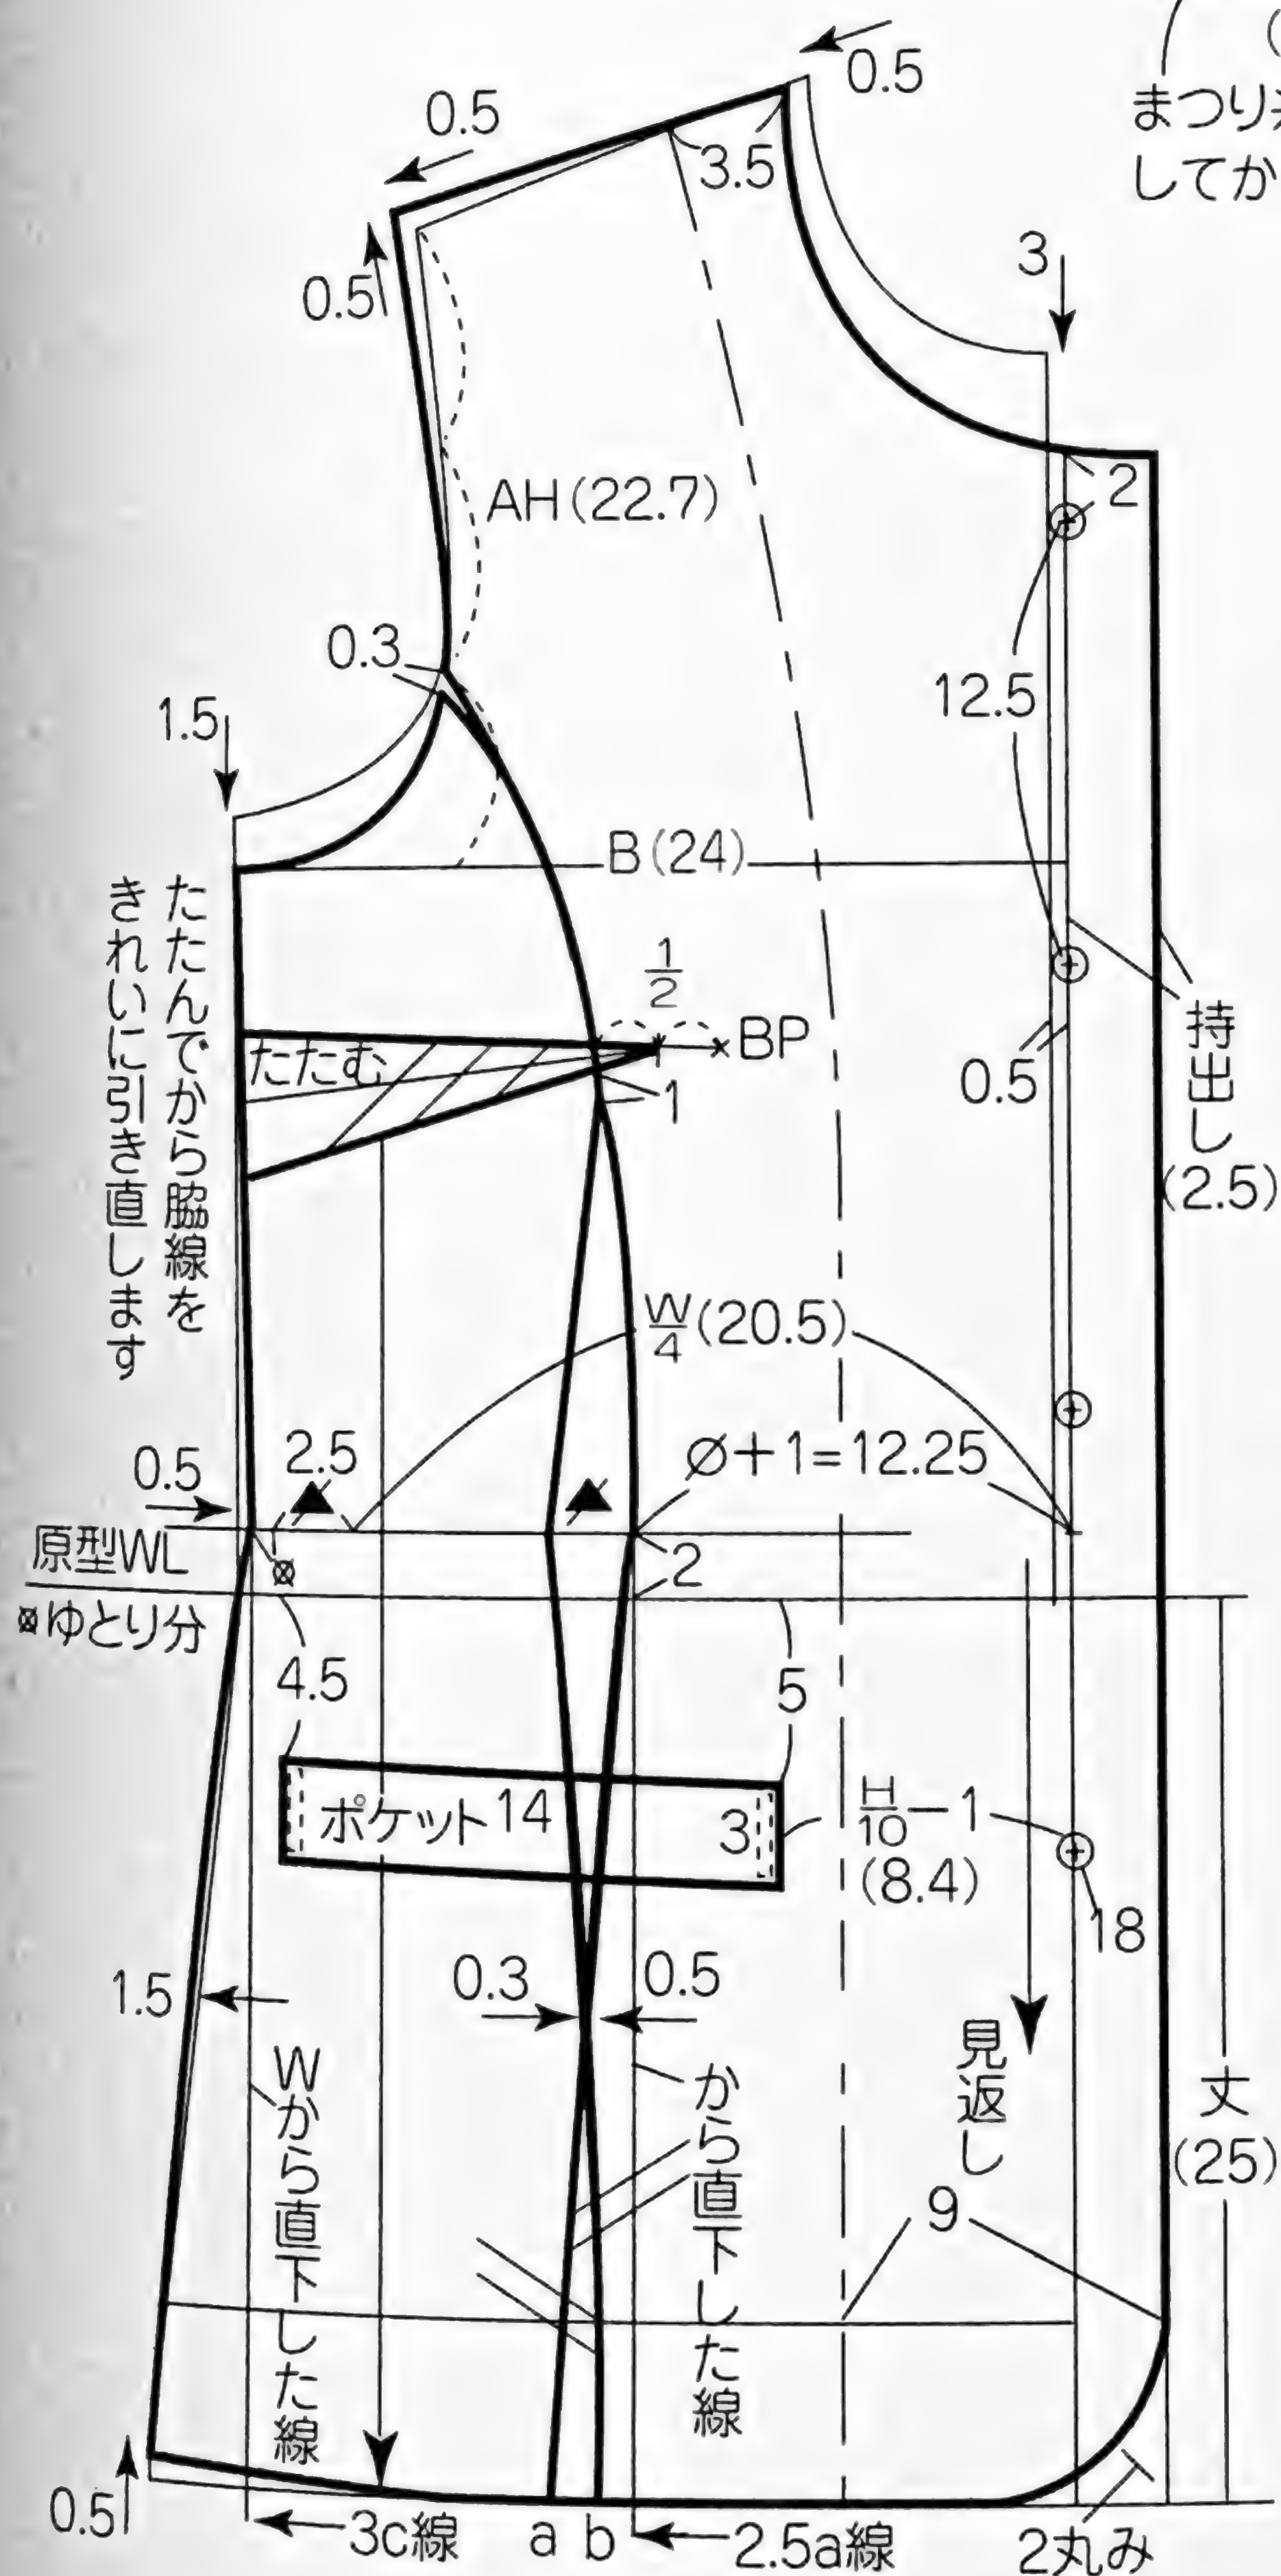 (
0.5
まつり
してか
0.5
3.5
0.5
3
2
AH(22.7)
0.3
12.5
1.5
B(24)
たたんでから脇線を
きれいに引き直します
1/2
BP
たたむ
1
0.5
持出し
(2.5)
W/4(20.5)
0.5
2.5
∅+1=12.25
原型WL
2
ゆとり分
4.5
5
ポケット14
3
H/10−1
(8.4)
18
1.5
0.3
0.5
Wから直下した線
から直下した線
見返し
丈
(25)
9
0.5
3c線
a
b
2.5a線
2丸み